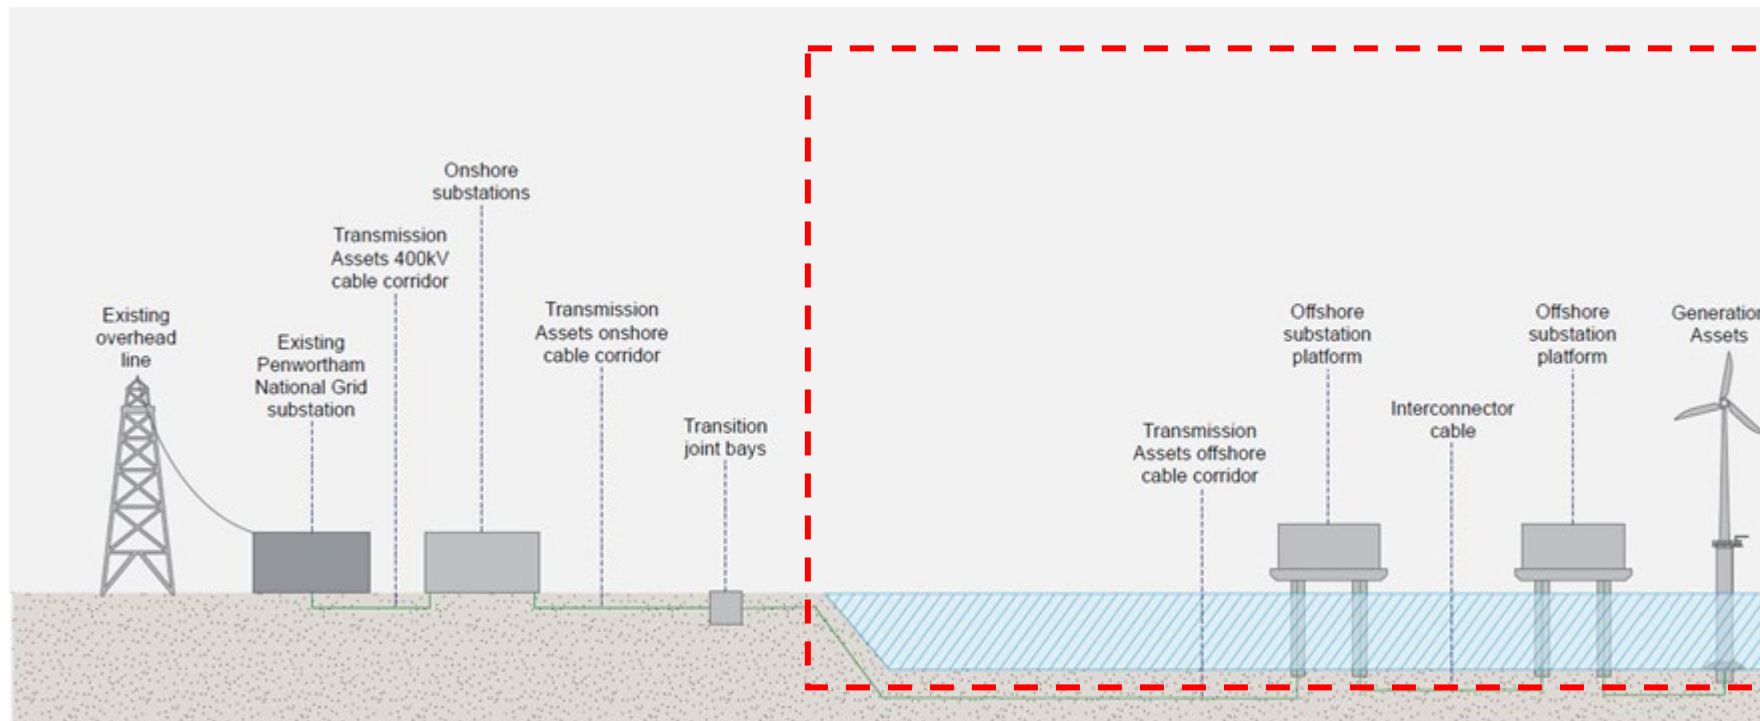 Existing
overhead
line
Existing
Penwortham
National Grid
substation
Transmission
Assets 400kV
cable corridor
Onshore
substations
Transmission
Assets onshore
cable corridor
Transition
joint bays
Transmission
Assets offshore
cable corridor
Offshore
substation
platform
Interconnector
cable
Offshore
substation
platform
Generation
Assets